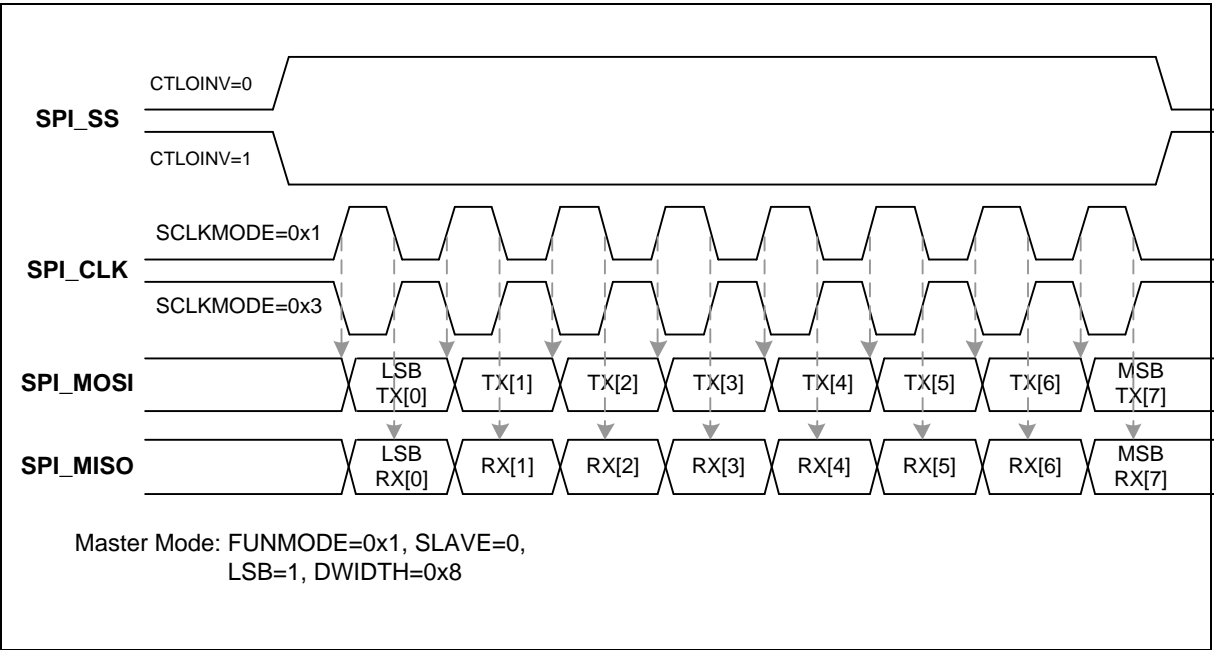 CTLOINV=0
SPI_SS
CTLOINV=1
SCLKMODE=0x1
SPI_CLK
SCLKMODE=0x3
SPI_MOSI
LSB TX[0] TX[1] TX[2] TX[3] TX[4] TX[5] TX[6] MSB TX[7]
SPI_MISO
LSB RX[0] RX[1] RX[2] RX[3] RX[4] RX[5] RX[6] MSB RX[7]
Master Mode: FUNMODE=0x1, SLAVE=0,
LSB=1, DWIDTH=0x8